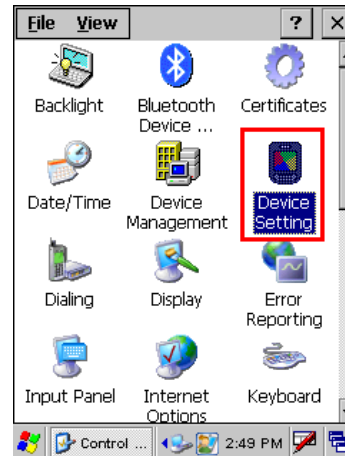 File View ? ×
Backlight Bluetooth Certificates
Device ...
Date/Time Device Device
Management Setting
Dialing Display Error
Reporting
Input Panel Internet Keyboard
Options
Control ... 2:49 PM